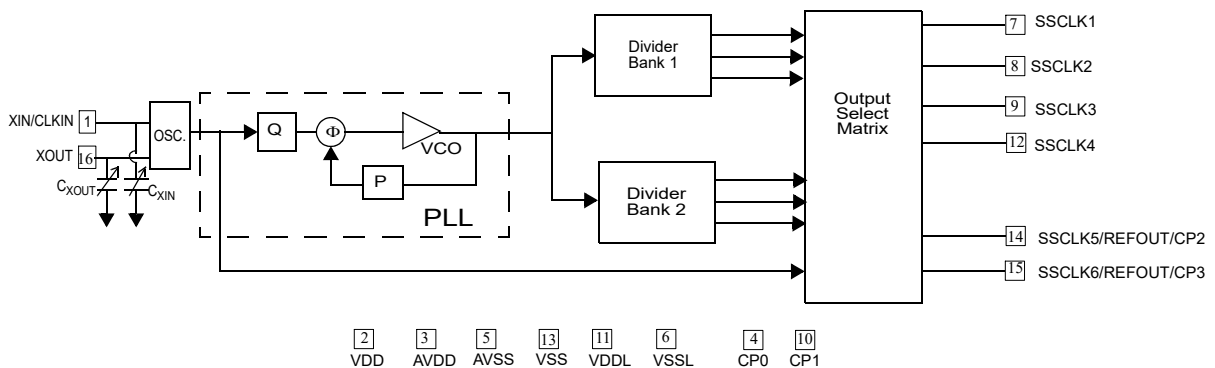 XIN/CLKIN 1
XOUT 16
CXOUT
CXIN
OSC.
Q
Φ
VCO
P
PLL
Divider
Bank 1
Divider
Bank 2
Output
Select
Matrix
7 SSCLK1
8 SSCLK2
9 SSCLK3
12 SSCLK4
14 SSCLK5/REFOUT/CP2
15 SSCLK6/REFOUT/CP3
2 3 5 13 11 6 4 10
VDD AVDD AVSS VSS VDDL VSSL CP0 CP1